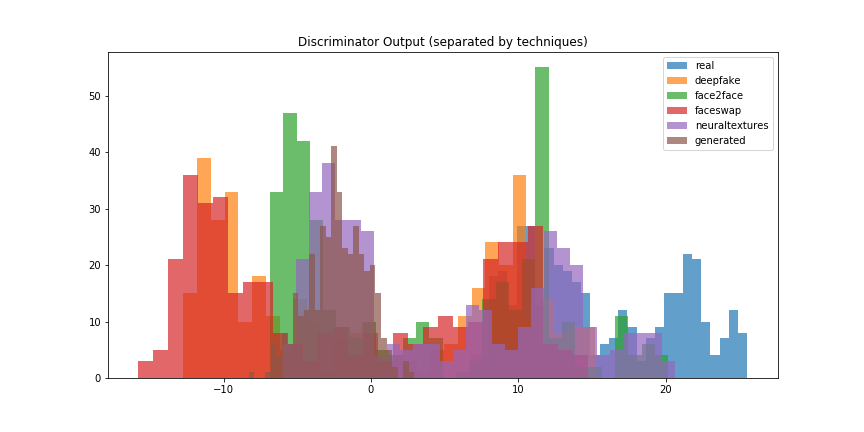 Discriminator Output (separated by techniques)
real
deepfake
face2face
faceswap
neuraltextures
generated
50
40
30
20
10
0
−10
0
10
20